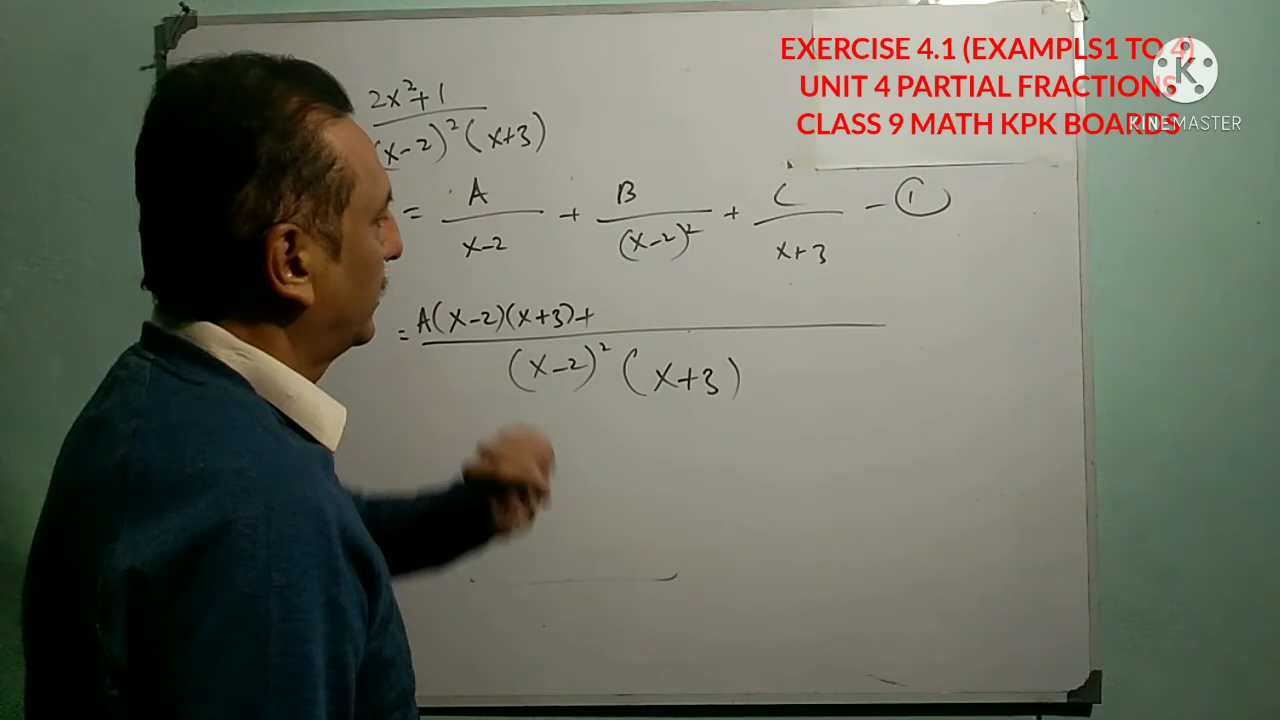 EXERCISE 4.1 (EXAMPLS1 TO 4)
UNIT 4 PARTIAL FRACTIONS
CLASS 9 MATH KPK BOARDS
K
KINEMASTER
2x²+1
(x-2)²(x+3)
= A + B + C - ①
x-2 (x-2)² x+3
= A(x-2)(x+3)+
(x-2)² (x+3)